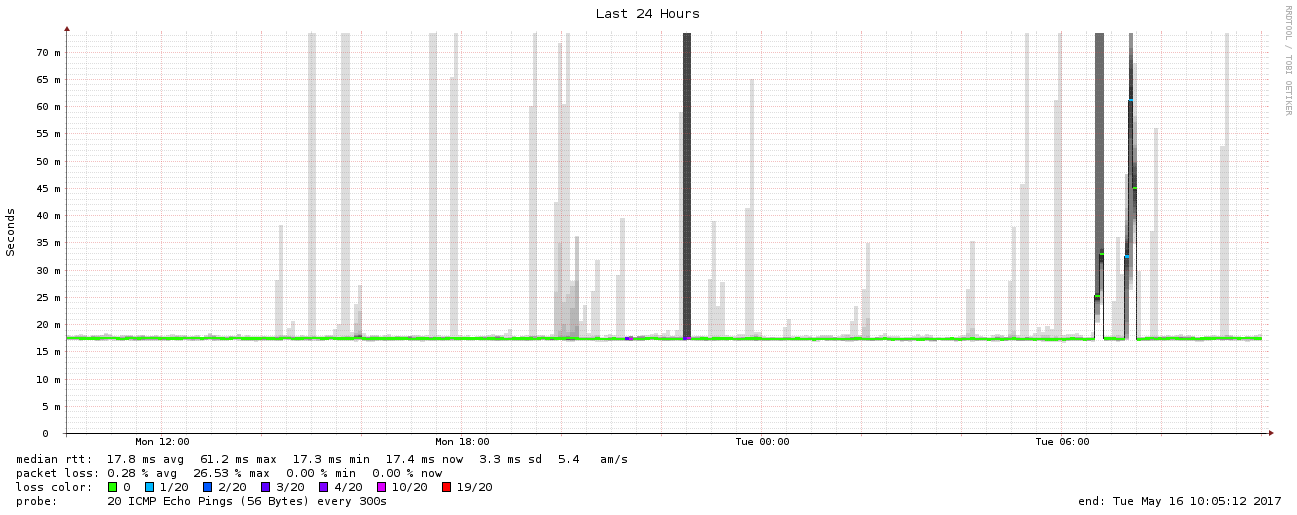 Last 24 Hours
RRDTOOL / TOBI OETIKER
Seconds
70 m
65 m
60 m
55 m
50 m
45 m
40 m
35 m
30 m
25 m
20 m
15 m
10 m
5 m
0
Mon 12:00 Mon 18:00 Tue 00:00 Tue 06:00
median rtt: 17.8 ms avg 61.2 ms max 17.3 ms min 17.4 ms now 3.3 ms sd 5.4 am/s
packet loss: 0.28 % avg 26.53 % max 0.00 % min 0.00 % now
loss color: 0 1/20 2/20 3/20 4/20 10/20 19/20
probe: 20 ICMP Echo Pings (56 Bytes) every 300s end: Tue May 16 10:05:12 2017